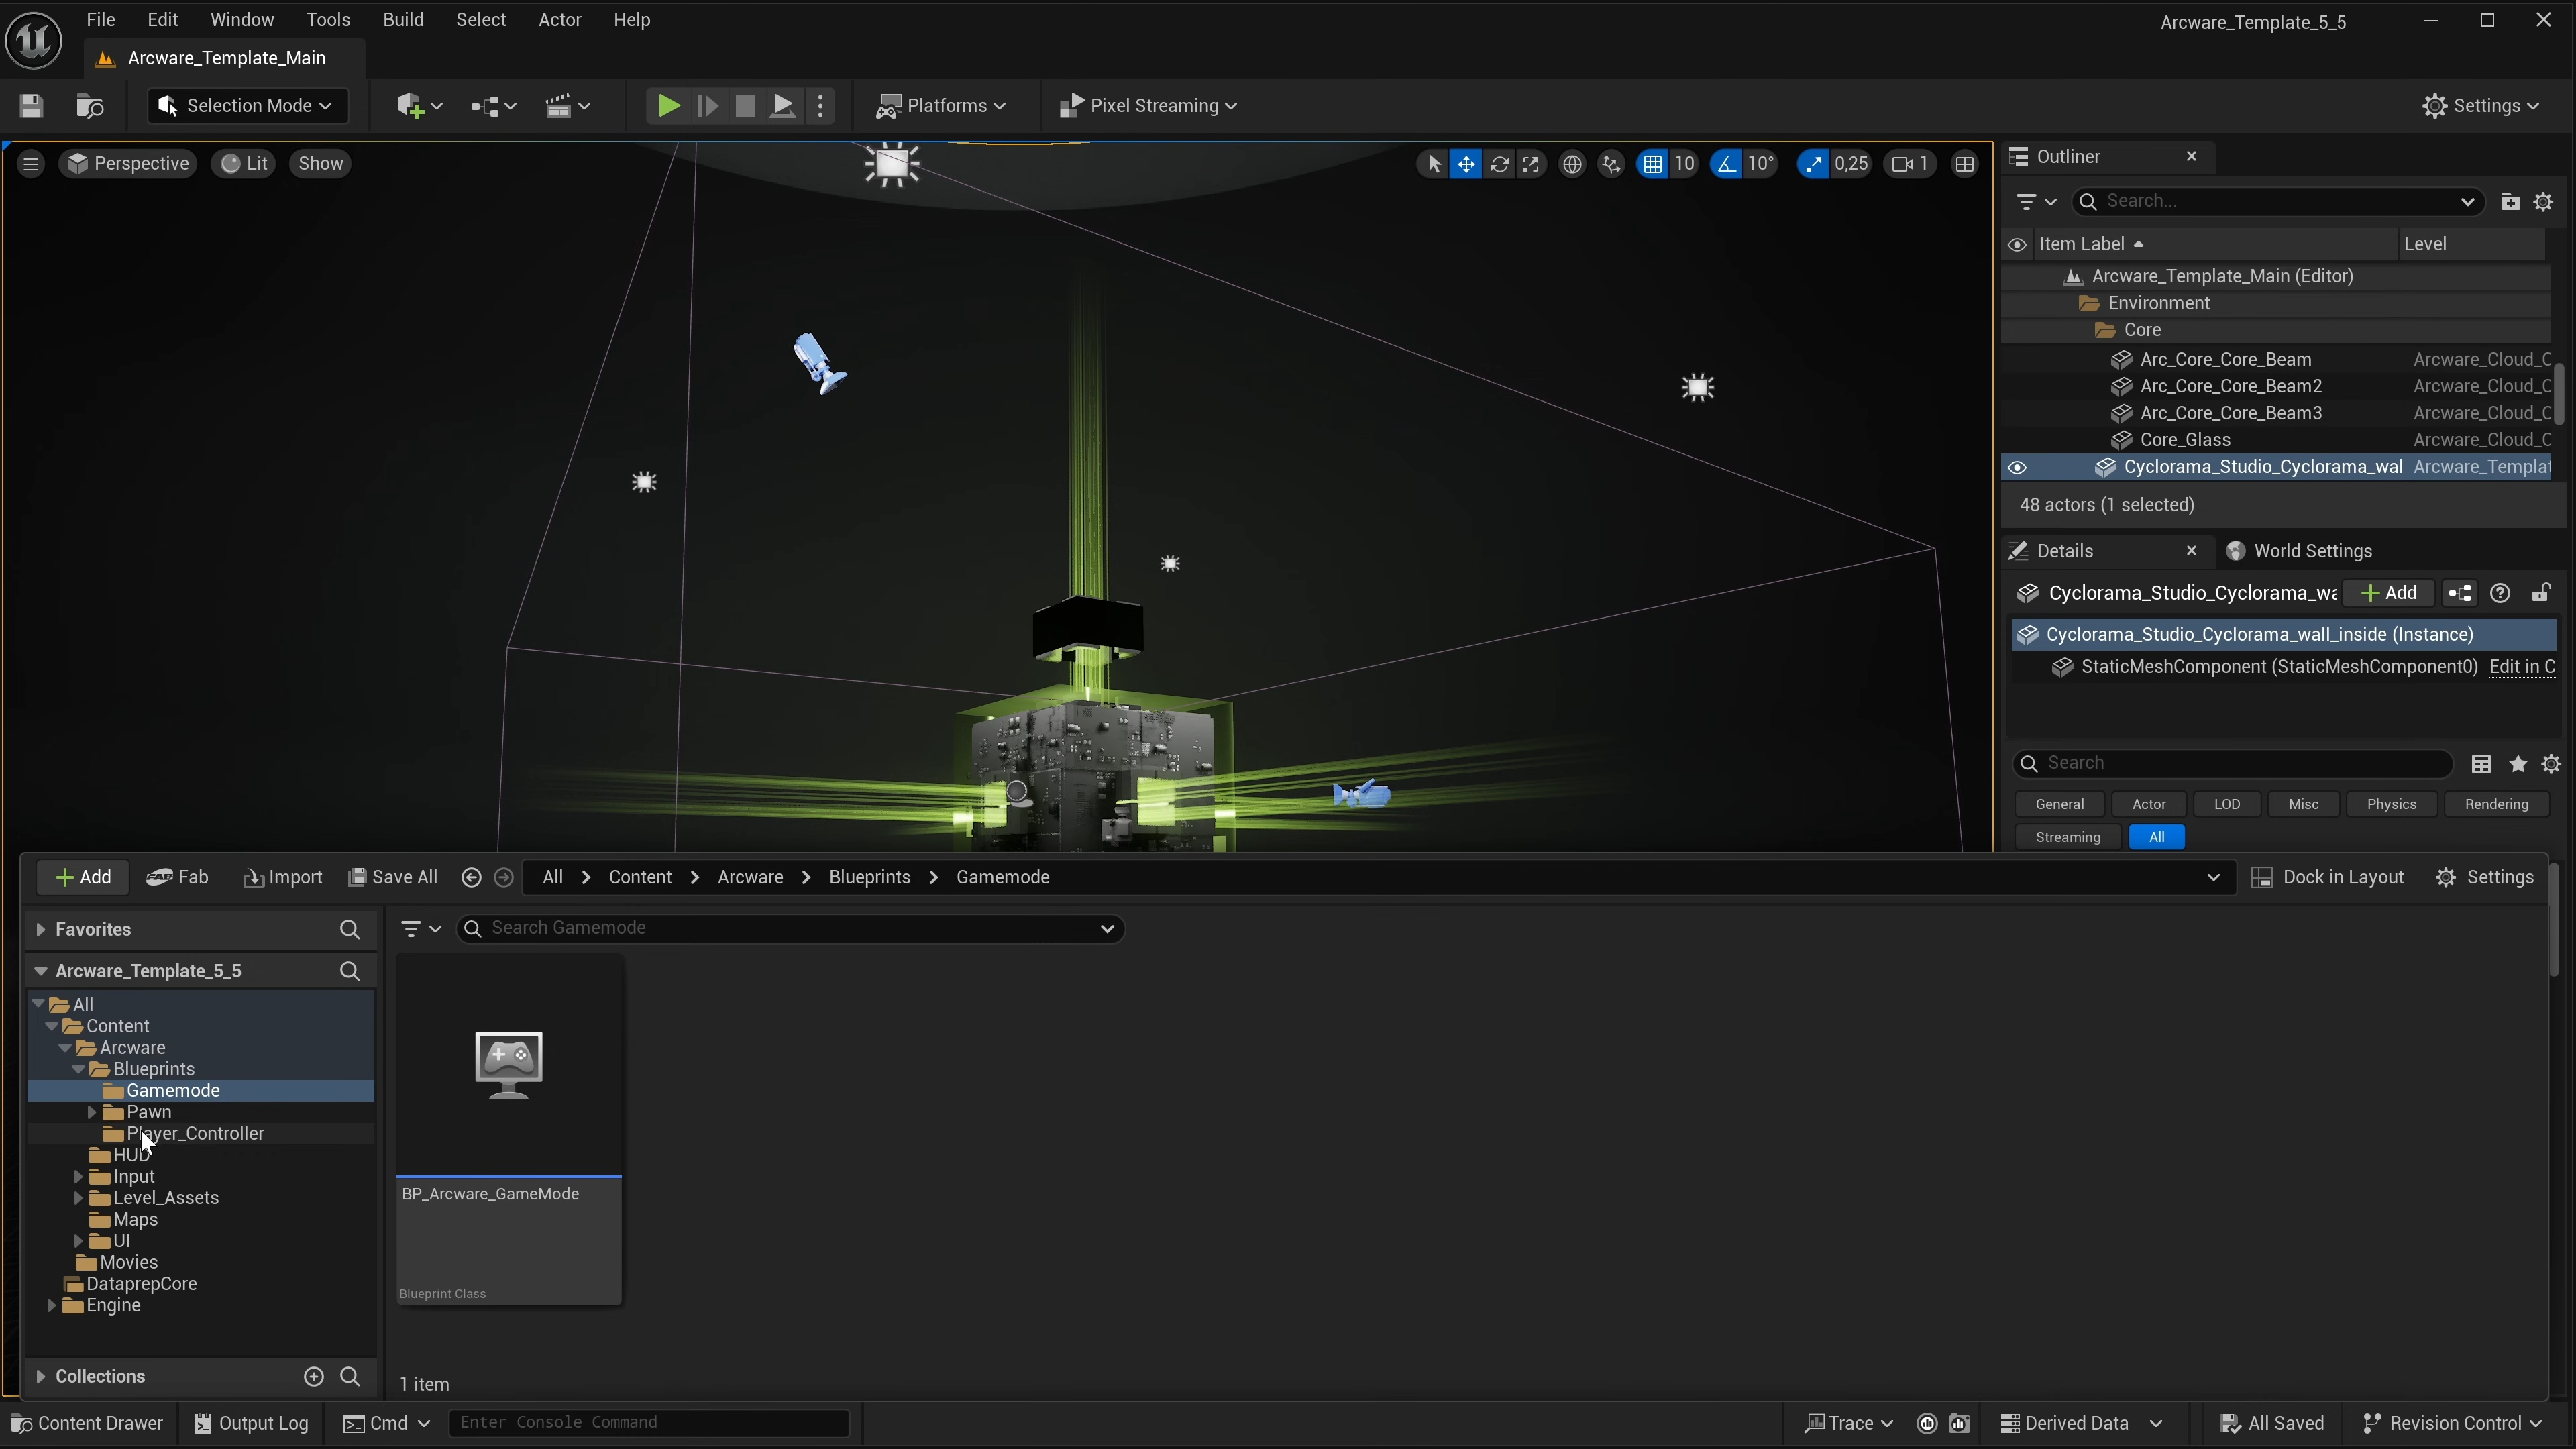 File Edit Window Tools Build Select Actor Help
Arcware_Template_5_5
Arcware_Template_Main
Selection Mode
Platforms
Pixel Streaming
Settings
Perspective
Lit
Show
10
10°
0,25
1
Outliner
Search...
Item Label
Level
Arcware_Template_Main (Editor)
Environment
Core
Arc_Core_Core_Beam Arcware_Cloud_C
Arc_Core_Core_Beam2 Arcware_Cloud_C
Arc_Core_Core_Beam3 Arcware_Cloud_C
Core_Glass Arcware_Cloud_C
Cyclorama_Studio_Cyclorama_wal Arcware_Templat
48 actors (1 selected)
Details
World Settings
Cyclorama_Studio_Cyclorama_wa
Add
Cyclorama_Studio_Cyclorama_wall_inside (Instance)
StaticMeshComponent (StaticMeshComponent0) Edit in C
Search
General Actor LOD Misc Physics Rendering
Streaming All
Add Fab Import Save All
All > Content > Arcware > Blueprints > Gamemode
Dock in Layout
Settings
Favorites
Search Gamemode
Arcware_Template_5_5
All
Content
Arcware
Blueprints
Gamemode
Pawn
Player_Controller
HUD
Input
Level_Assets
Maps
UI
Movies
DataprepCore
Engine
BP_Arcware_GameMode
Blueprint Class
Collections
1 item
Content Drawer
Output Log
Cmd
Enter Console Command
Trace
Derived Data
All Saved
Revision Control